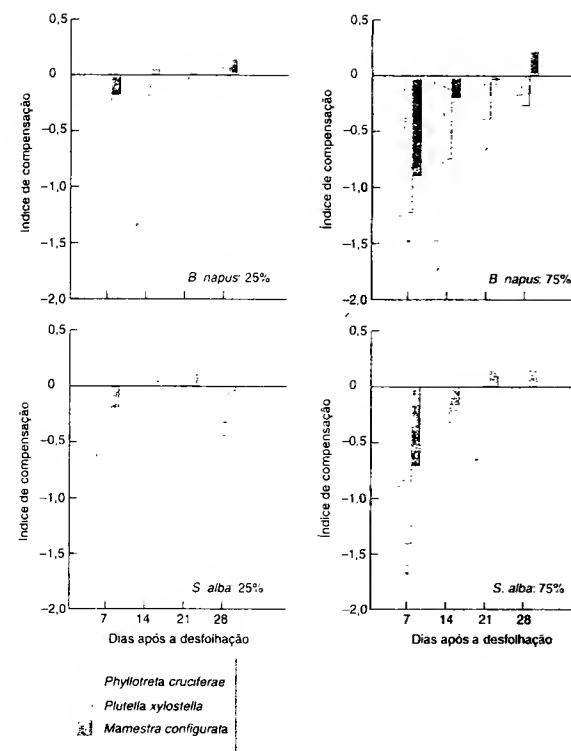 0,5
0
−0,5
−1,0
−1,5
−2,0
Índice de compensação
B napus: 25%
0,5
0
−0,5
−1,0
−1,5
−2,0
Índice de compensação
B napus: 75%
0,5
0
−0,5
−1,0
−1,5
−2,0
Índice de compensação
S alba: 25%
7 14 21 28
Dias após a desfolhação
0,5
0
−0,5
−1,0
−1,5
−2,0
Índice de compensação
S. alba: 75%
7 14 21 28
Dias após a desfolhação
Phyllotreta cruciferae
Plutella xylostella
Mamestra configurata